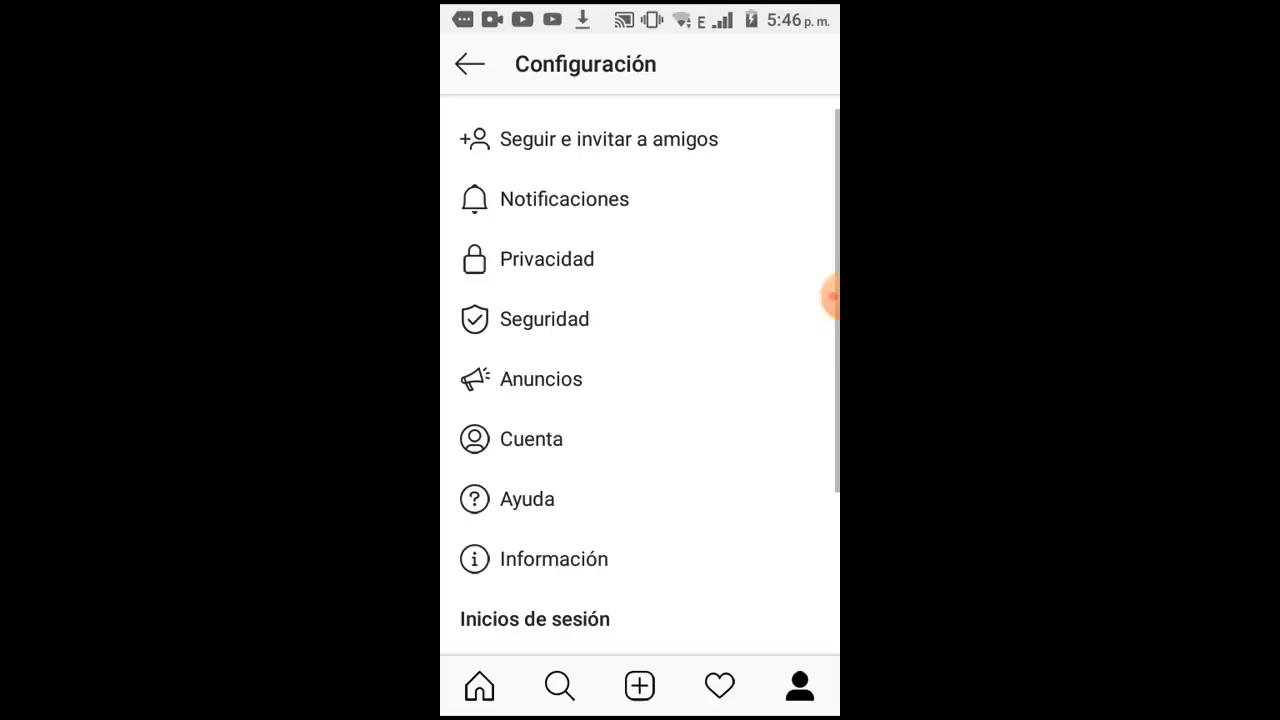 E 5:46 p. m.
Configuración
Seguir e invitar a amigos
Notificaciones
Privacidad
Seguridad
Anuncios
Cuenta
Ayuda
Información
Inicios de sesión